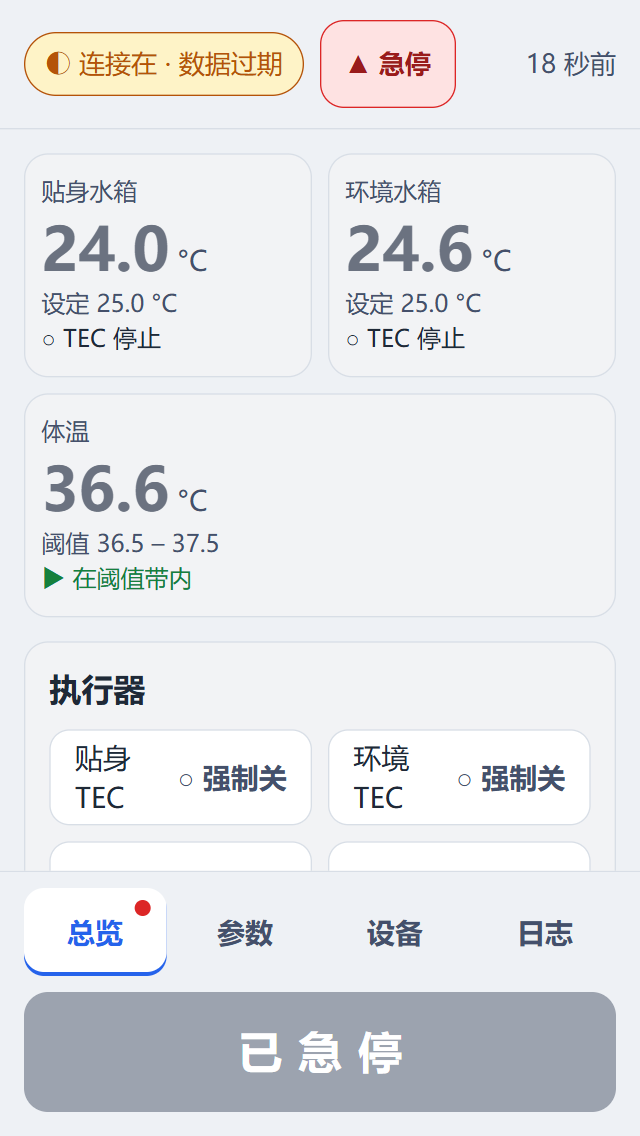 ◐ 连接在 · 数据过期
▲ 急停
18 秒前
贴身水箱
24.0 °C
设定 25.0 °C
○ TEC 停止
环境水箱
24.6 °C
设定 25.0 °C
○ TEC 停止
体温
36.6 °C
阈值 36.5 – 37.5
▶ 在阈值带内
执行器
贴身
TEC
○ 强制关
环境
TEC
○ 强制关
总览
参数
设备
日志
已急停